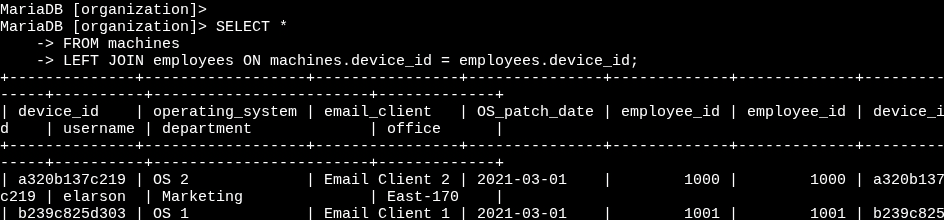 MariaDB [organization]>
MariaDB [organization]> SELECT *
    -> FROM machines
    -> LEFT JOIN employees ON machines.device_id = employees.device_id;
+--------------+------------------+----------------+---------------+-------------+-------------+---------
-----+----------+------------------------+-------------+
| device_id    | operating_system | email_client   | OS_patch_date | employee_id | employee_id | device_i
d    | username | department             | office      |
+--------------+------------------+----------------+---------------+-------------+-------------+---------
-----+----------+------------------------+-------------+
| a320b137c219 | OS 2             | Email Client 2 | 2021-03-01    |        1000 |        1000 | a320b137
c219 | elarson  | Marketing              | East-170    |
| b239c825d303 | OS 1             | Email Client 1 | 2021-03-01    |        1001 |        1001 | b239c825